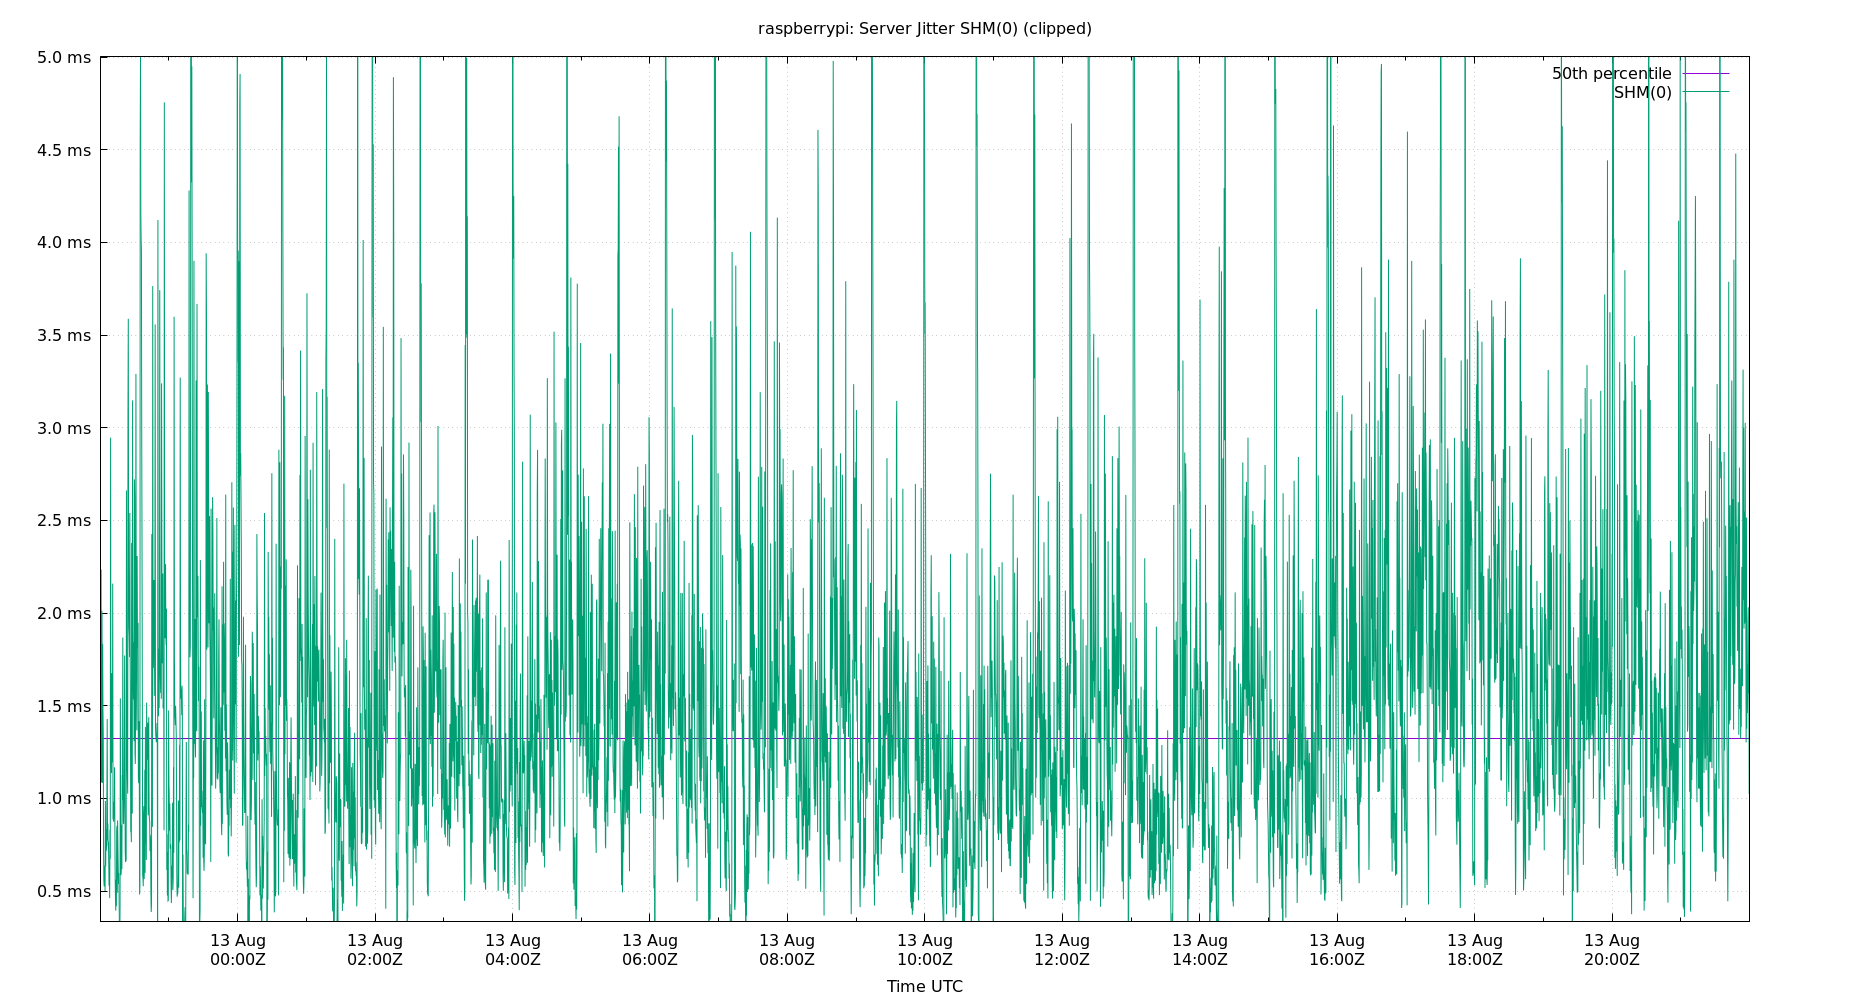 raspberrypi: Server Jitter SHM(0) (clipped)
5.0 ms
4.5 ms
4.0 ms
3.5 ms
3.0 ms
2.5 ms
2.0 ms
1.5 ms
1.0 ms
0.5 ms
50th percentile
SHM(0)
13 Aug 13 Aug 13 Aug 13 Aug 13 Aug 13 Aug 13 Aug 13 Aug 13 Aug 13 Aug 13 Aug
00:00Z 02:00Z 04:00Z 06:00Z 08:00Z 10:00Z 12:00Z 14:00Z 16:00Z 18:00Z 20:00Z
Time UTC